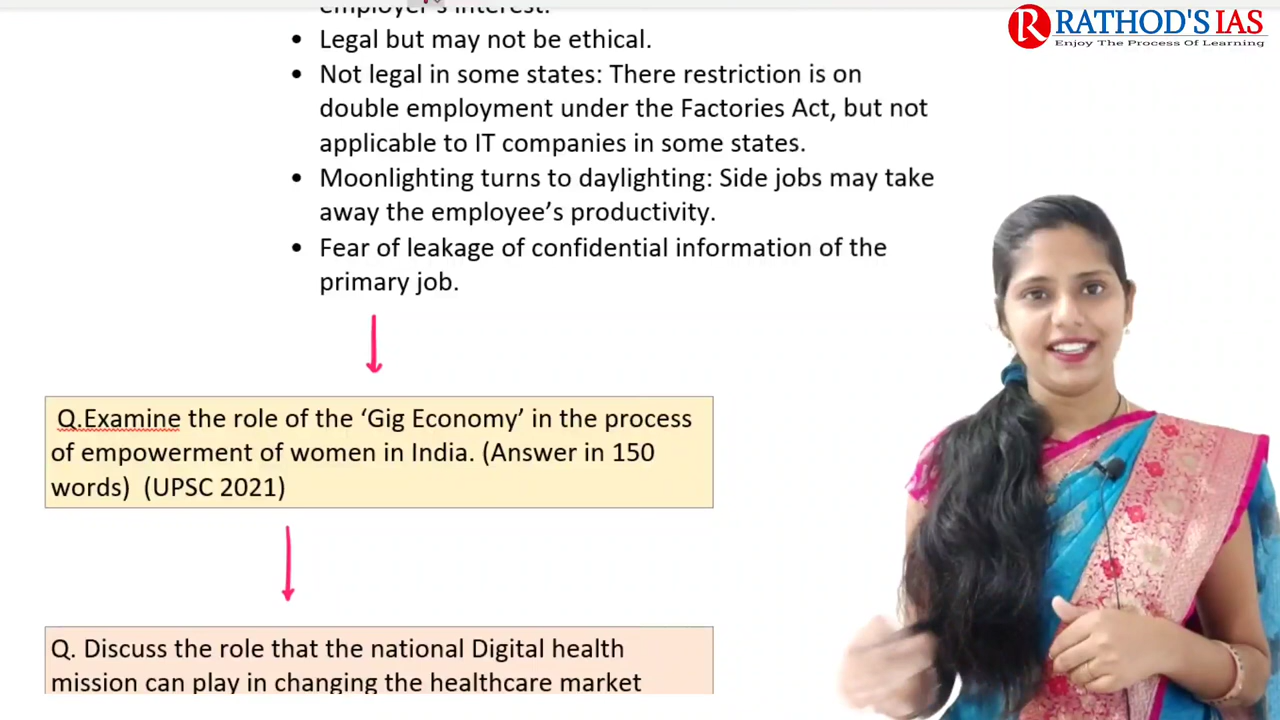 employer's interest.
RATHOD'S IAS
Enjoy The Process Of Learning
• Legal but may not be ethical.
• Not legal in some states: There restriction is on
double employment under the Factories Act, but not
applicable to IT companies in some states.
• Moonlighting turns to daylighting: Side jobs may take
away the employee's productivity.
• Fear of leakage of confidential information of the
primary job.
Q.Examine the role of the ‘Gig Economy’ in the process
of empowerment of women in India. (Answer in 150
words) (UPSC 2021)
Q. Discuss the role that the national Digital health
mission can play in changing the healthcare market